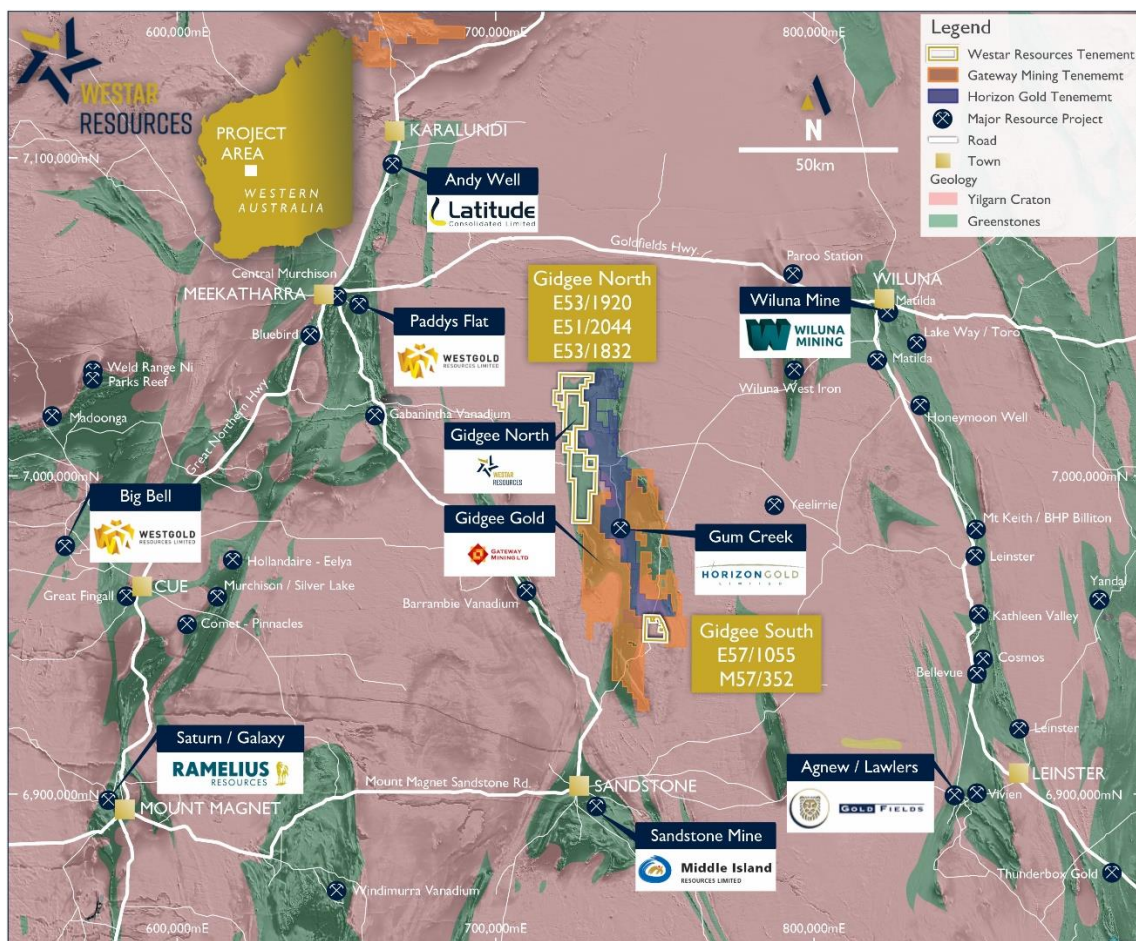 600,000mE
700,000mE
800,000mE
WESTAR
RESOURCES
PROJECT
AREA
WESTERN
AUSTRALIA
KARALUNDI
N
50km
Legend
Westar Resources Tenement
Gateway Mining Tenememt
Horizon Gold Tenememt
Major Resource Project
Road
Town
Geology
Yilgarn Craton
Greenstones
7,100,000mN
Andy Well
Latitude
Consolidated Limited
Goldfields Hwy
Paroo Station
Central Murchison
MEEKATHARRA
Gidgee North
E53/1920
E51/2044
E53/1832
WILUNA
Wiluna Mine
WILUNA
MINING
Matilda
Lake Way / Toro
Matilda
Bluebird
Paddys Flat
WESTGOLD
RESOURCES LIMITED
Weld Range Ni
Parks Reef
Wiluna West Iron
Madoonga
Great Northern Hwy
Gabanintha Vanadium
Honeymoon Well
Gidgee North
WESTAR
RESOURCES
7,000,000mN
7,000,000mN
Big Bell
WESTGOLD
RESOURCES LIMITED
Yeelirrie
Gidgee Gold
GATEWAY
MINING LTD
Gum Creek
HORIZON GOLD
LIMITED
Mt Keith / BHP Billiton
Leinster
Hollandaire - Eelya
CUE
Great Fingall
Murchison / Silver Lake
Barrambie Vanadium
Yandal
Comet - Pinnacles
Kathleen Valley
Gidgee South
E57/1055
M57/352
Cosmos
Bellevue
Saturn / Galaxy
RAMELIUS
RESOURCES
Leinster
Agnew / Lawlers
GOLD FIELDS
Mount Magnet Sandstone Rd.
SANDSTONE
LEINSTER
6,900,000mN
MOUNT MAGNET
Vivien
6,900,000mN
Sandstone Mine
Middle Island
RESOURCES LIMITED
Windimurra Vanadium
Thunderbox Gold
600,000mE
700,000mE
800,000mE